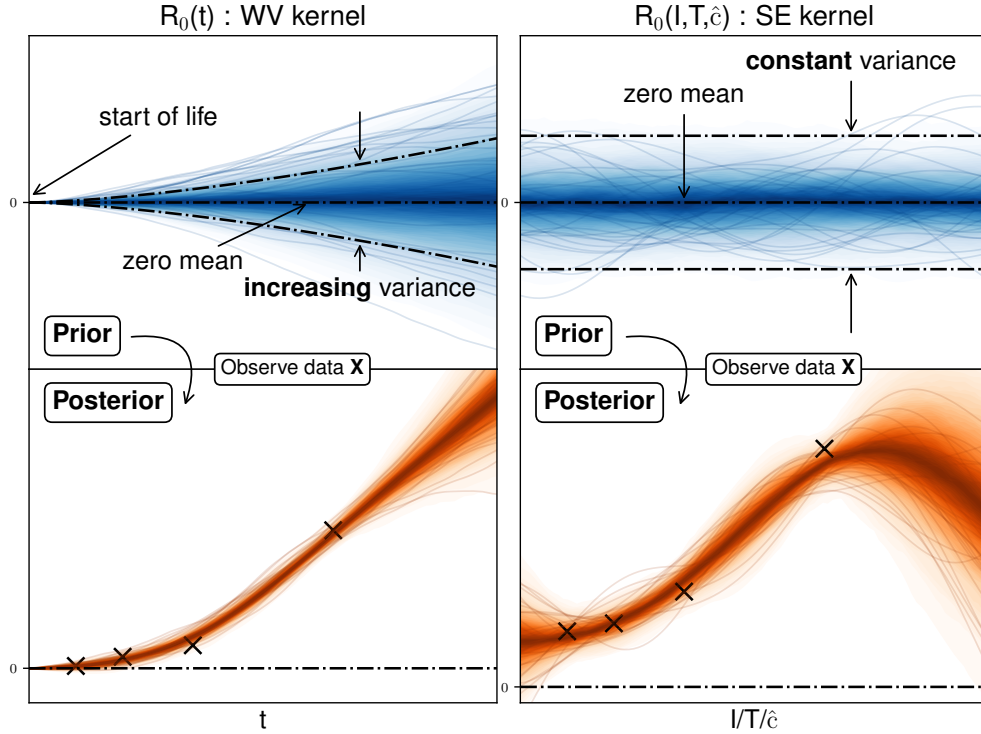 R₀(t) : WV kernel
start of life
0
zero mean
increasing variance
Prior
Observe data X
Posterior
0
t
R₀(I,T,ĉ) : SE kernel
constant variance
zero mean
0
Prior
Observe data X
Posterior
0
I/T/ĉ